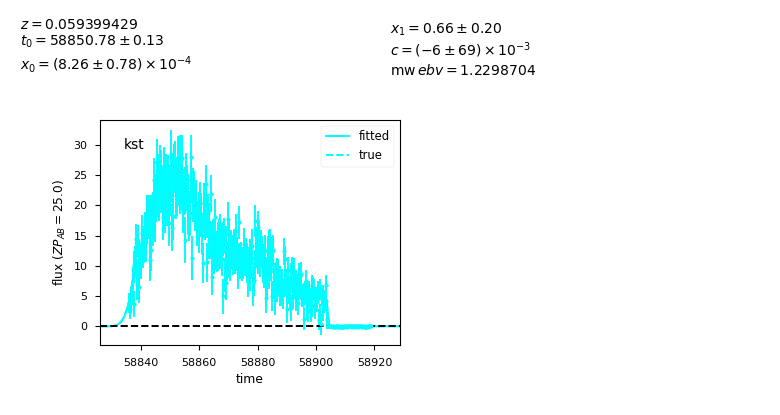 z = 0.059399429
t₀ = 58850.78 ± 0.13
x₀ = (8.26 ± 0.78) × 10⁻⁴
x₁ = 0.66 ± 0.20
c = (−6 ± 69) × 10⁻³
mw ebv = 1.2298704
kst
fitted
true
flux (ZP_AB = 25.0)
30
25
20
15
10
5
0
58840 58860 58880 58900 58920
time